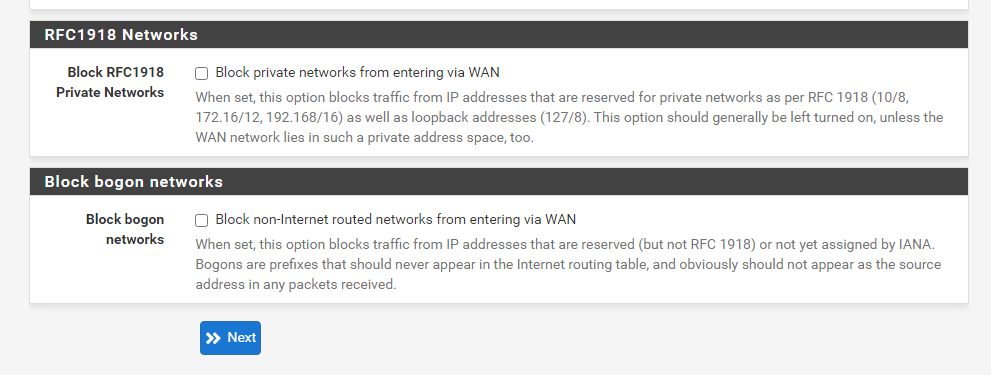 RFC1918 Networks
Block RFC1918
Private Networks
Block private networks from entering via WAN
When set, this option blocks traffic from IP addresses that are reserved for private networks as per RFC 1918 (10/8,
172.16/12, 192.168/16) as well as loopback addresses (127/8). This option should generally be left turned on, unless the
WAN network lies in such a private address space, too.
Block bogon networks
Block bogon
networks
Block non-Internet routed networks from entering via WAN
When set, this option blocks traffic from IP addresses that are reserved (but not RFC 1918) or not yet assigned by IANA.
Bogons are prefixes that should never appear in the Internet routing table, and obviously should not appear as the source
address in any packets received.
Next